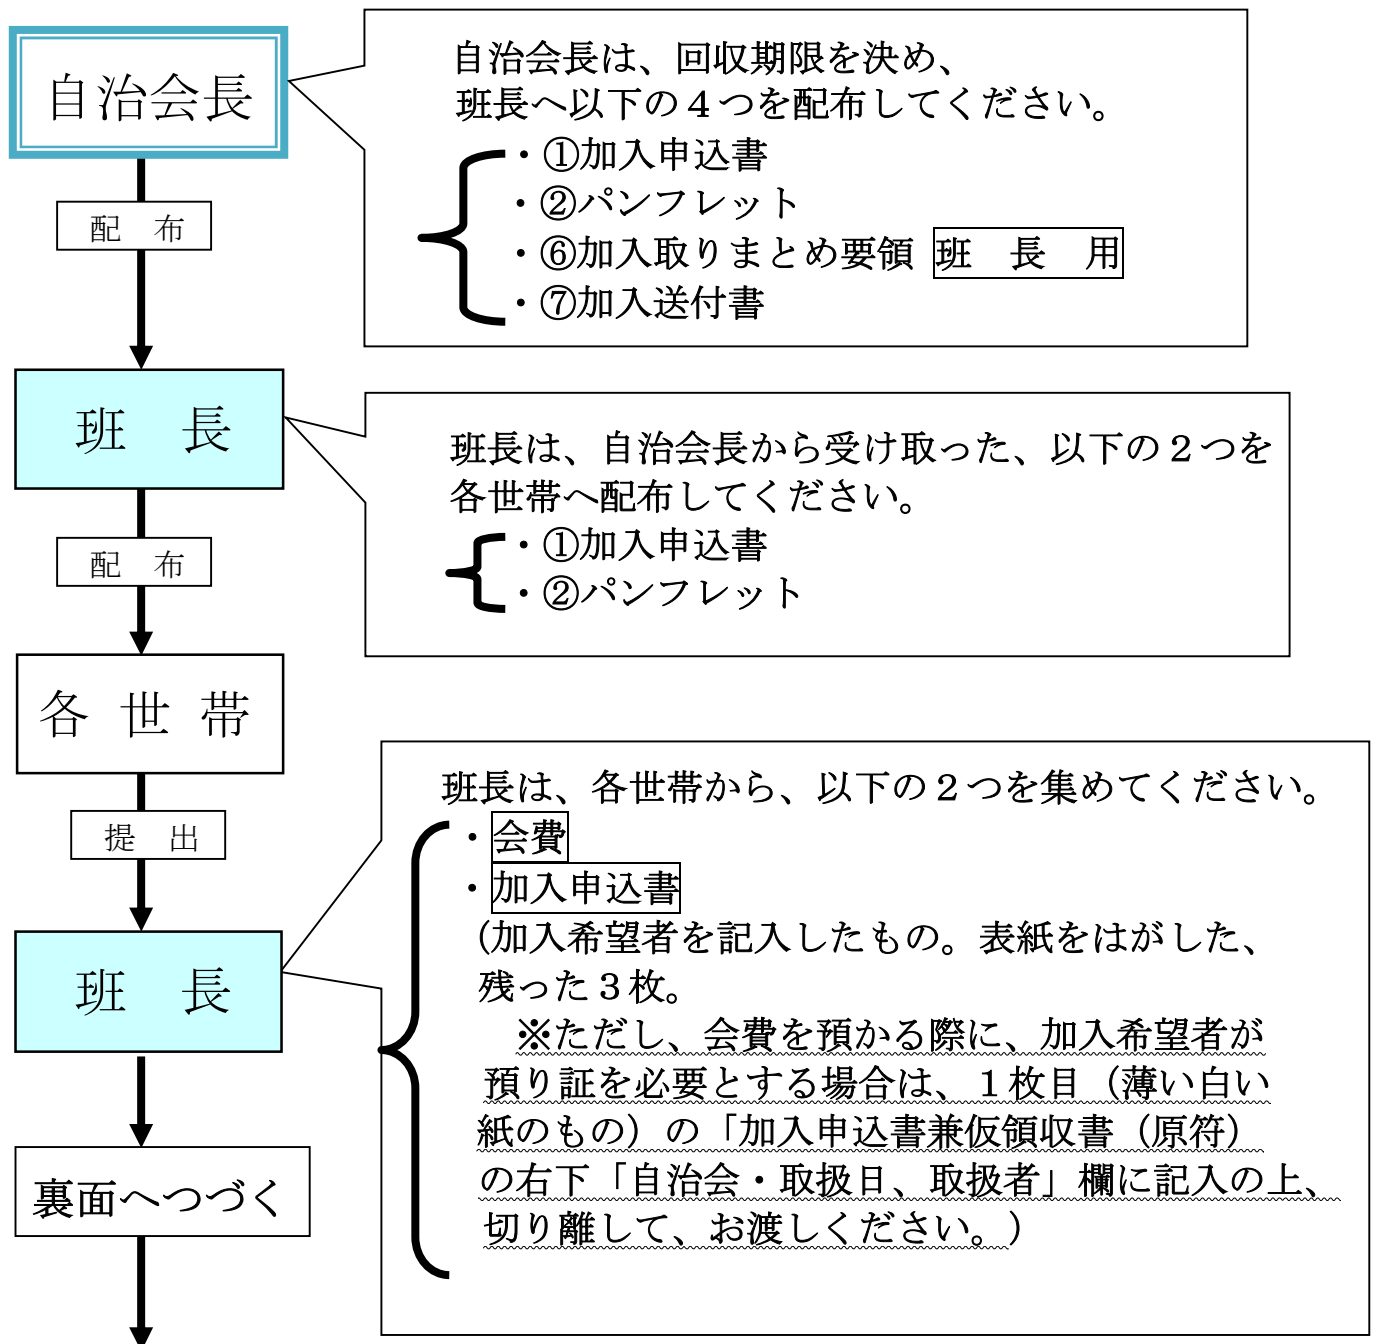 自治会長
自治会長は、回収期限を決め、
班長へ以下の４つを配布してください。
・①加入申込書
・②パンフレット
・⑥加入取りまとめ要領 班　長　用
・⑦加入送付書
配　布
班　長
班長は、自治会長から受け取った、以下の２つを
各世帯へ配布してください。
・①加入申込書
・②パンフレット
配　布
各 世 帯
提　出
班　長
班長は、各世帯から、以下の２つを集めてください。
・会費
・加入申込書
（加入希望者を記入したもの。表紙をはがした、
残った３枚。
※ただし、会費を預かる際に、加入希望者が
預り証を必要とする場合は、１枚目（薄い白い
紙のもの）の「加入申込書兼仮領収書（原符）
の右下「自治会・取扱日、取扱者」欄に記入の上、
切り離して、お渡しください。）
裏面へつづく